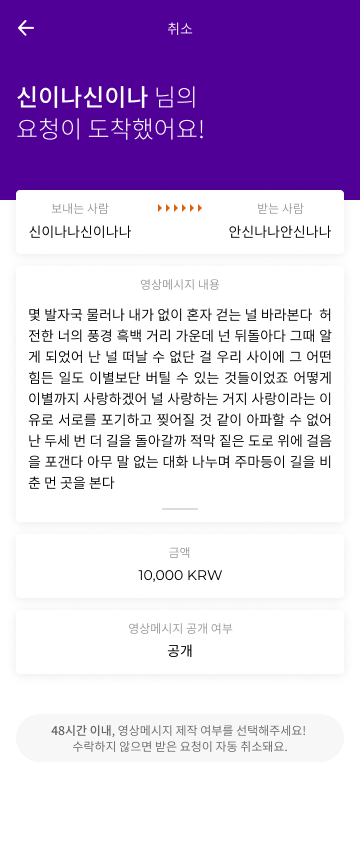 취소
신이나신이나 님의
요청이 도착했어요!
보내는 사람
받는 사람
신이나나신이나나
안신나나안신나나
영상메시지 내용
몇 발자국 물러나 내가 없이 혼자 걷는 널 바라본다 허
전한 너의 풍경 흑백 거리 가운데 넌 뒤돌아다 그때 알
게 되었어 난 널 떠날 수 없단 걸 우리 사이에 그 어떤
힘든 일도 이별보단 버틸 수 있는 것들이었죠 어떻게
이별까지 사랑하겠어 널 사랑하는 거지 사랑이라는 이
유로 서로를 포기하고 찢어질 것 같이 아파할 수 없어
난 두세 번 더 길을 돌아갈까 적막 짙은 도로 위에 걸음
을 포갠다 아무 말 없는 대화 나누며 주마등이 길을 비
춘 먼 곳을 본다
금액
10,000 KRW
영상메시지 공개 여부
공개
48시간 이내, 영상메시지 제작 여부를 선택해주세요!
수락하지 않으면 받은 요청이 자동 취소돼요.